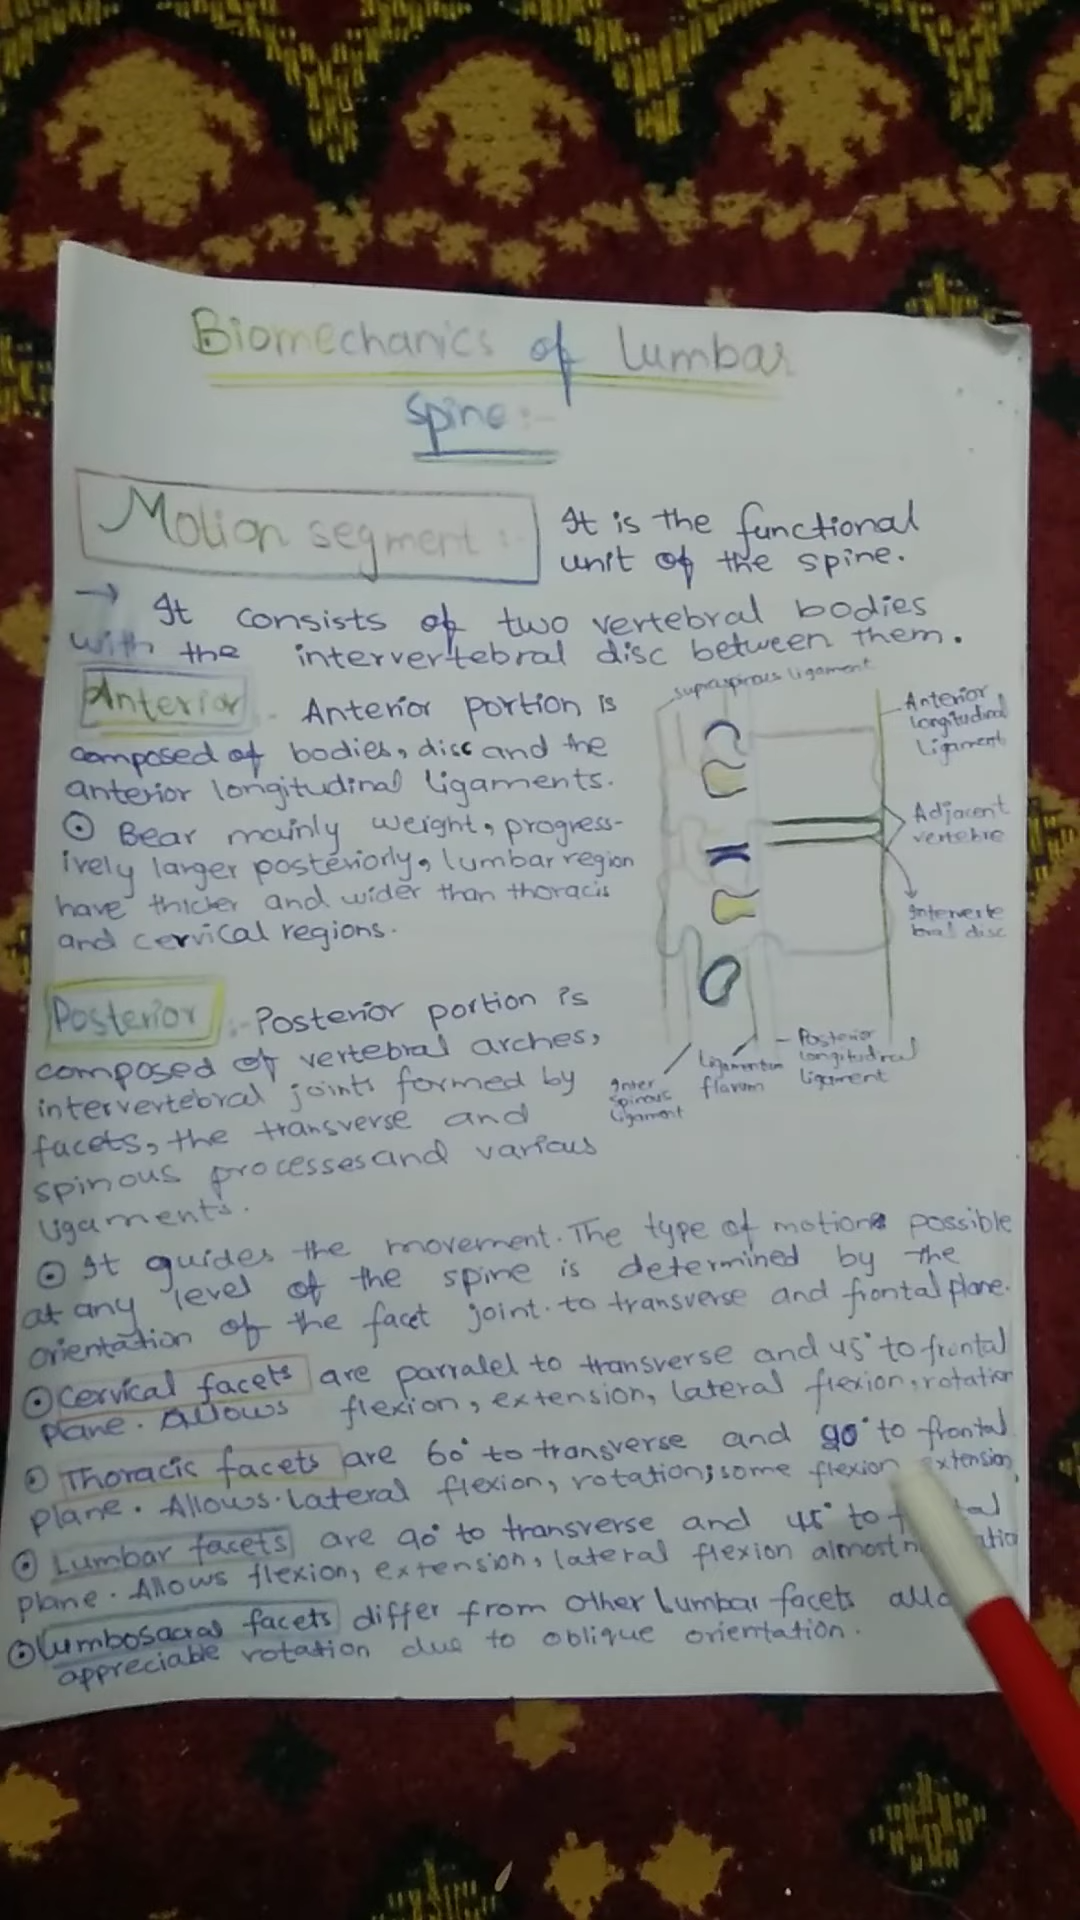 Biomechanics of lumbar
spine:-
Motion segment:-
It is the functional
unit of the spine.
→ It consists of two vertebral bodies
with the intervertebral disc between them.
Anterior :- Anterior portion is
composed of bodies, disc and the
anterior longitudinal ligaments.
⊙ Bear mainly weight, progress-
ively larger posteriorly, lumbar region
have thicker and wider than thoracis
and cervical regions.
supraspinous ligament
Anterior
longitudinal
ligament
Adjacent
vertebre
Interverte
bral disc
Posterior
longitudinal
ligament
Ligamentum
flavum
Inter
spinous
ligament
Posterior :- Posterior portion is
composed of vertebral arches,
intervertebral joints formed by
facets, the transverse and
spinous processes and various
ligaments.
⊙ It guides the movement. The type of motion possible
at any level of the spine is determined by the
orientation of the facet joint. to transverse and frontal plane.
⊙ Cervical facets are parralel to transverse and 45° to frontal
plane. Allows flexion, extension, lateral flexion, rotation
⊙ Thoracic facets are 60° to transverse and 90° to frontal
plane. Allows. Lateral flexion, rotation; some flexion extension,
⊙ Lumbar facets are 90° to transverse and 45° to
plane. Allows flexion, extension, lateral flexion almost
⊙ Lumbosacral facets differ from other Lumbar facets
appreciable rotation due to oblique orientation.